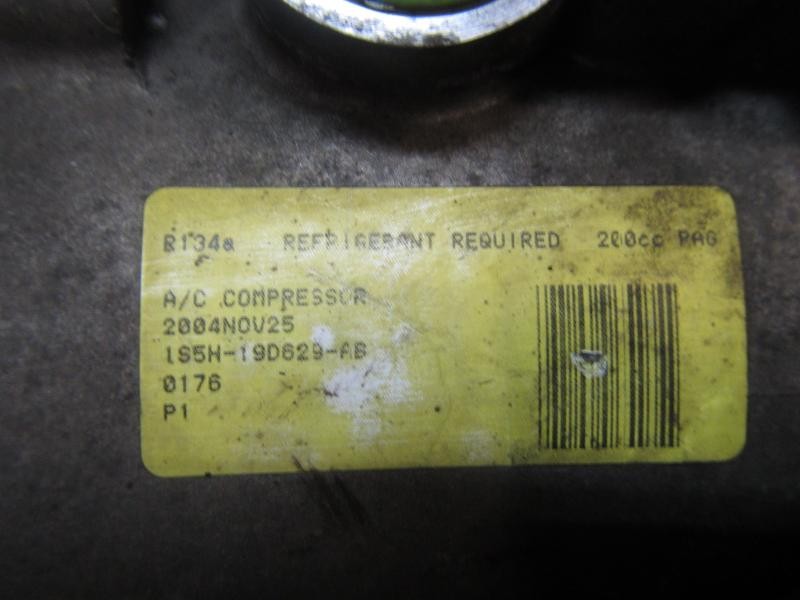 R134a REFRIGERANT REQUIRED 200cc PAG
A/C COMPRESSOR
2004NOV25
1S5H-19D629-AB
0176
P1